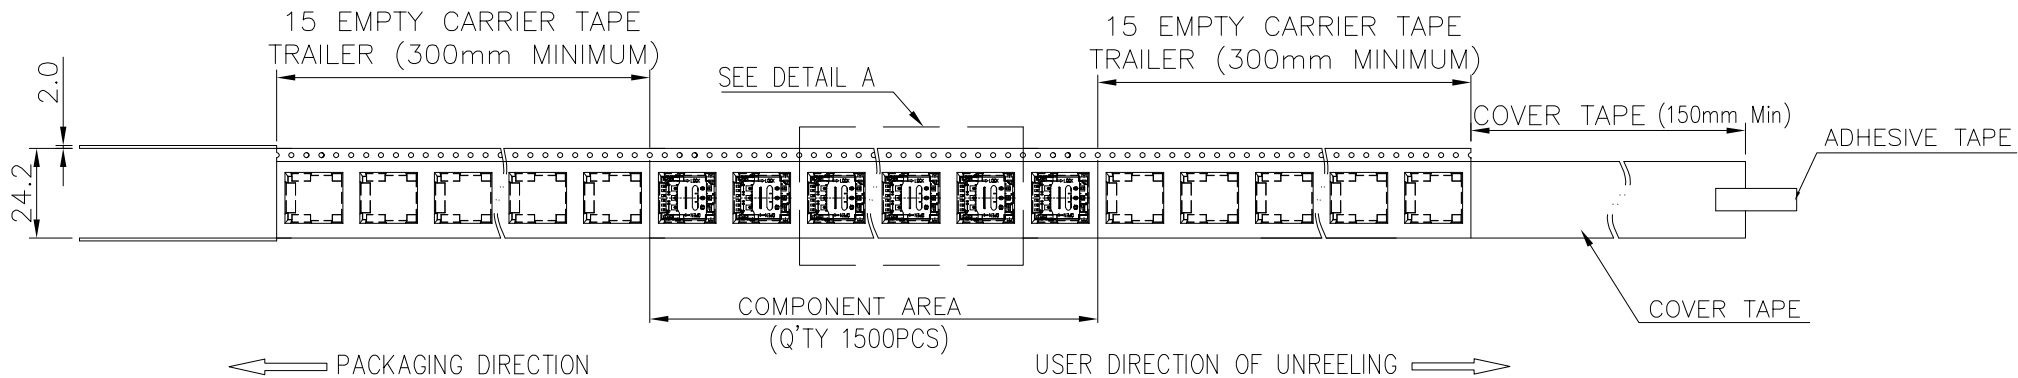 15 EMPTY CARRIER TAPE
TRAILER (300mm MINIMUM)
15 EMPTY CARRIER TAPE
TRAILER (300mm MINIMUM)
SEE DETAIL A
2.0
COVER TAPE (150mm Min)
ADHESIVE TAPE
24.2
COMPONENT AREA
(Q'TY 1500PCS)
COVER TAPE
PACKAGING DIRECTION
USER DIRECTION OF UNREELING